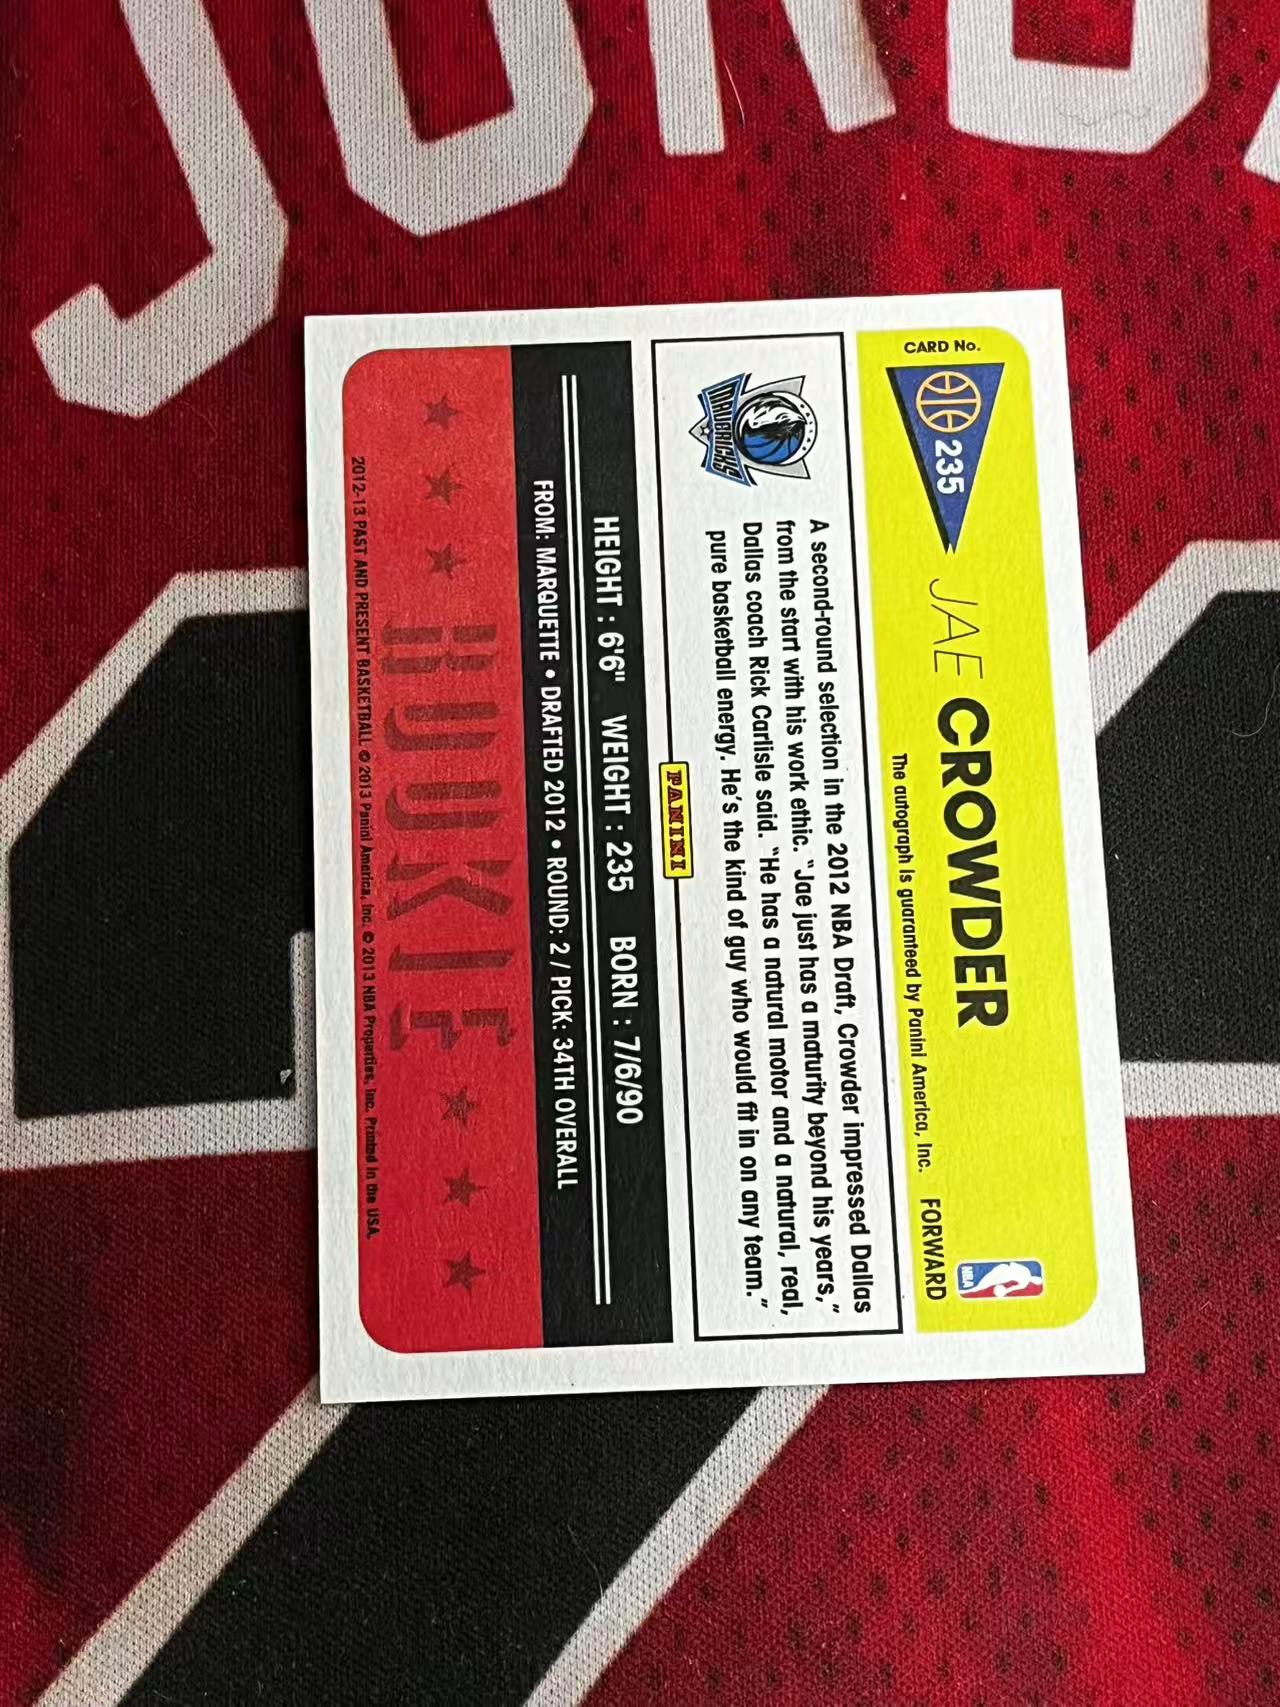 CARD No.
235
JAE CROWDER
The autograph is guaranteed by Panini America, Inc.
FORWARD
NBA
DALLAS
MAVERICKS
A second-round selection in the 2012 NBA Draft, Crowder impressed Dallas
from the start with his work ethic. "Jae just has a maturity beyond his years,"
Dallas coach Rick Carlisle said. "He has a natural motor and a natural, real,
pure basketball energy. He's the kind of guy who would fit in on any team."
PANINI
HEIGHT : 6'6" WEIGHT : 235 BORN : 7/6/90
FROM: MARQUETTE • DRAFTED 2012 • ROUND: 2 / PICK: 34TH OVERALL
ROOKIE
2012-13 PAST AND PRESENT BASKETBALL © 2013 Panini America, Inc. © 2013 NBA Properties, Inc. Printed in the USA.